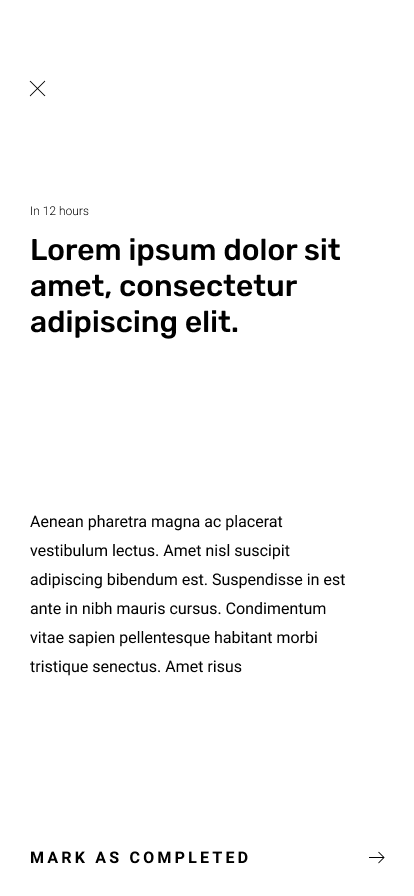 In 12 hours
Lorem ipsum dolor sit
amet, consectetur
adipiscing elit.
Aenean pharetra magna ac placerat
vestibulum lectus. Amet nisl suscipit
adipiscing bibendum est. Suspendisse in est
ante in nibh mauris cursus. Condimentum
vitae sapien pellentesque habitant morbi
tristique senectus. Amet risus
MARK AS COMPLETED